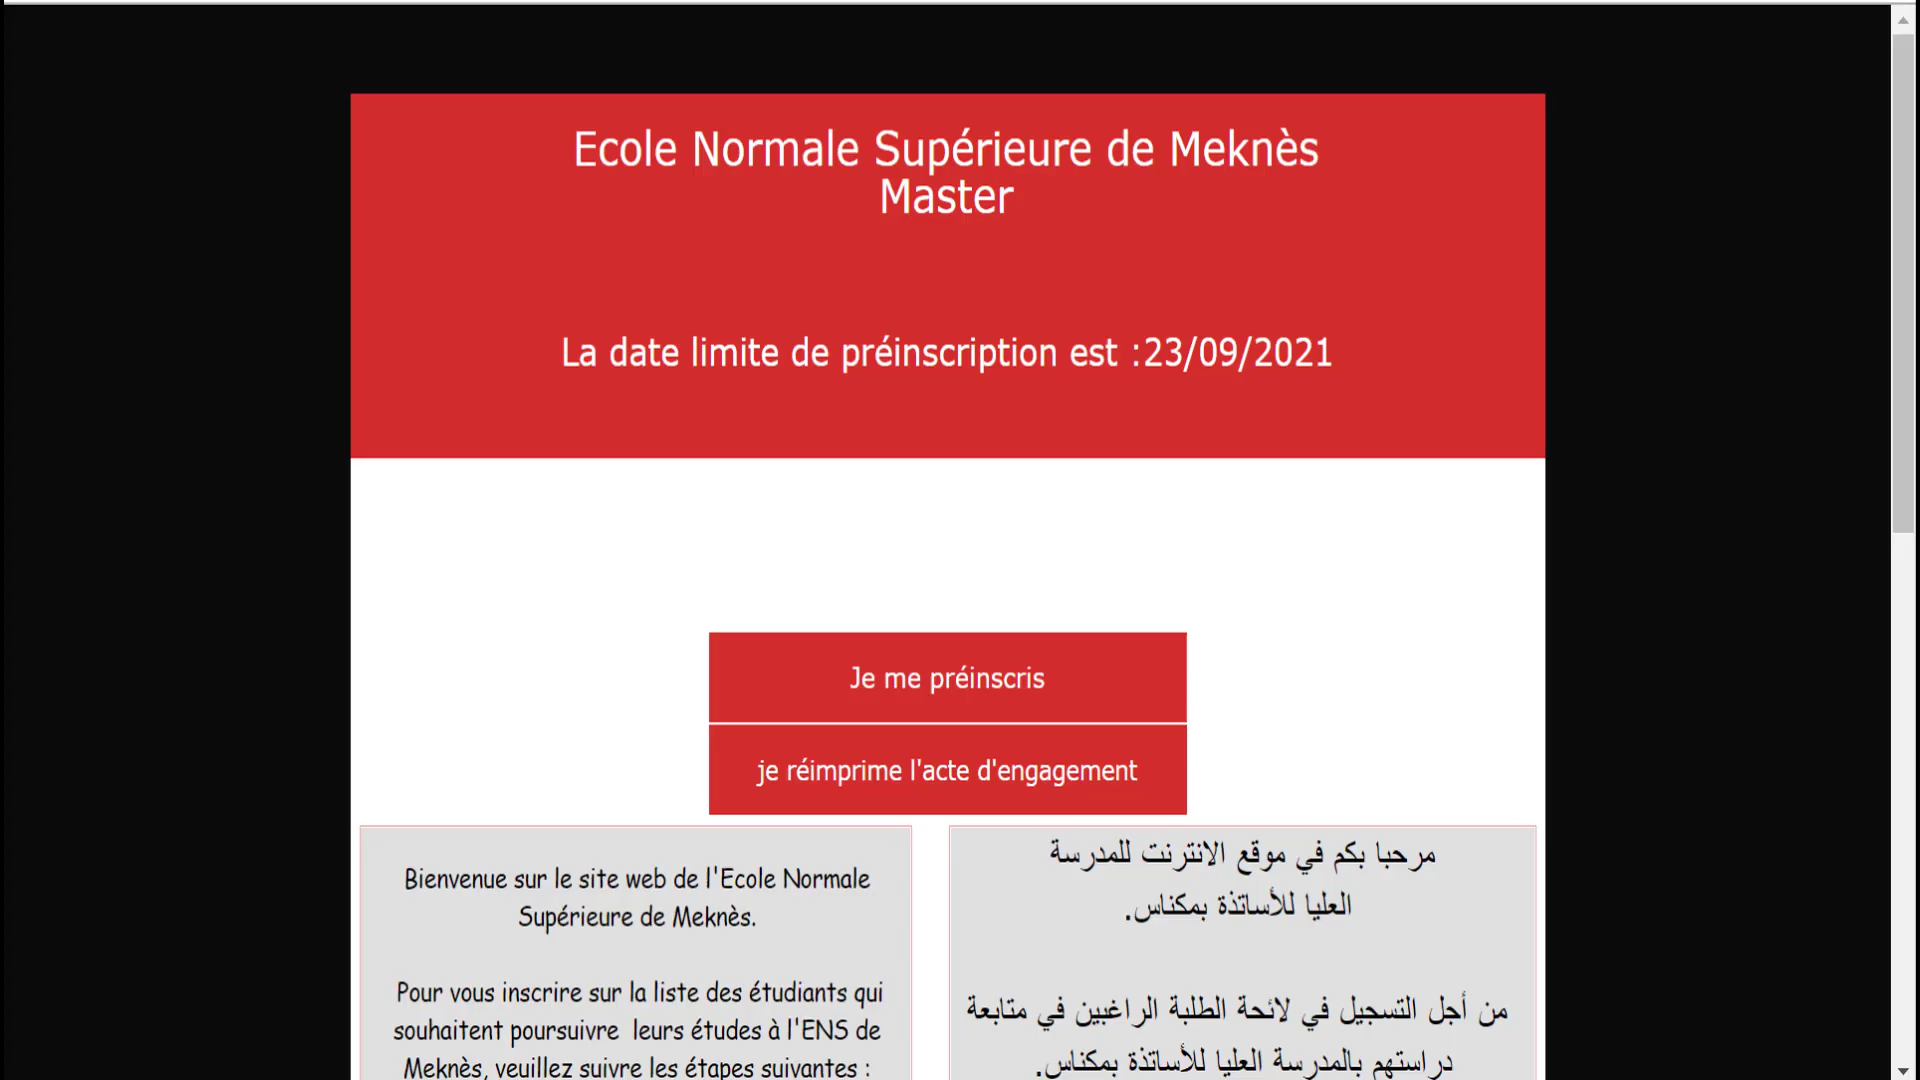 Ecole Normale Supérieure de Meknès
Master
La date limite de préinscription est :23/09/2021
Je me préinscris
je réimprime l'acte d'engagement
Bienvenue sur le site web de l'Ecole Normale
Supérieure de Meknès.
Pour vous inscrire sur la liste des étudiants qui
souhaitent poursuivre leurs études à l'ENS de
Meknès, veuillez suivre les étapes suivantes :
مرحبا بكم في موقع الانترنت للمدرسة
العليا للأساتذة بمكناس.
من أجل التسجيل في لائحة الطلبة الراغبين في متابعة
دراستهم بالمدرسة العليا للأساتذة بمكناس.